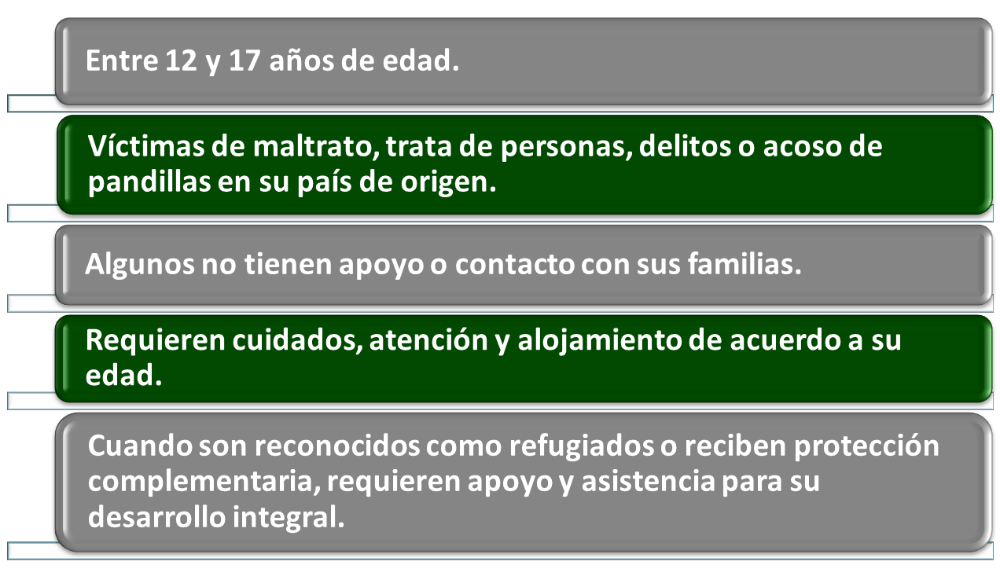 Entre 12 y 17 años de edad.
Víctimas de maltrato, trata de personas, delitos o acoso de
pandillas en su país de origen.
Algunos no tienen apoyo o contacto con sus familias.
Requieren cuidados, atención y alojamiento de acuerdo a su
edad.
Cuando son reconocidos como refugiados o reciben protección
complementaria, requieren apoyo y asistencia para su
desarrollo integral.